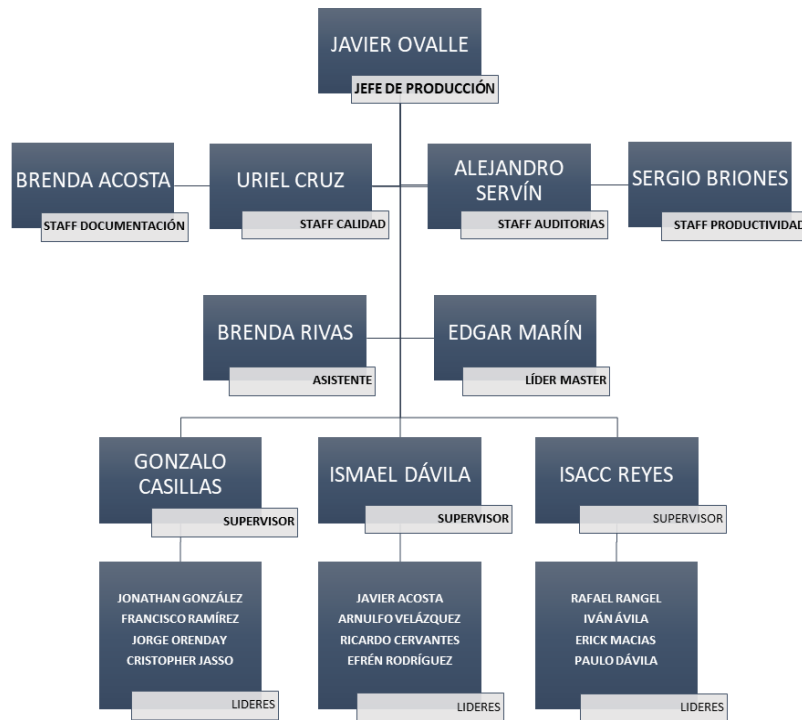 JAVIER OVALLE
JEFE DE PRODUCCIÓN
BRENDA ACOSTA
STAFF DOCUMENTACIÓN
URIEL CRUZ
STAFF CALIDAD
ALEJANDRO
SERVÍN
STAFF AUDITORIAS
SERGIO BRIONES
STAFF PRODUCTIVIDAD
BRENDA RIVAS
ASISTENTE
EDGAR MARÍN
LÍDER MASTER
GONZALO
CASILLAS
SUPERVISOR
ISMAEL DÁVILA
SUPERVISOR
ISACC REYES
SUPERVISOR
JONATHAN GONZÁLEZ
FRANCISCO RAMÍREZ
JORGE ORENDAY
CRISTOPHER JASSO
LIDERES
JAVIER ACOSTA
ARNULFO VELÁZQUEZ
RICARDO CERVANTES
EFRÉN RODRÍGUEZ
LIDERES
RAFAEL RANGEL
IVÁN ÁVILA
ERICK MACIAS
PAULO DÁVILA
LIDERES